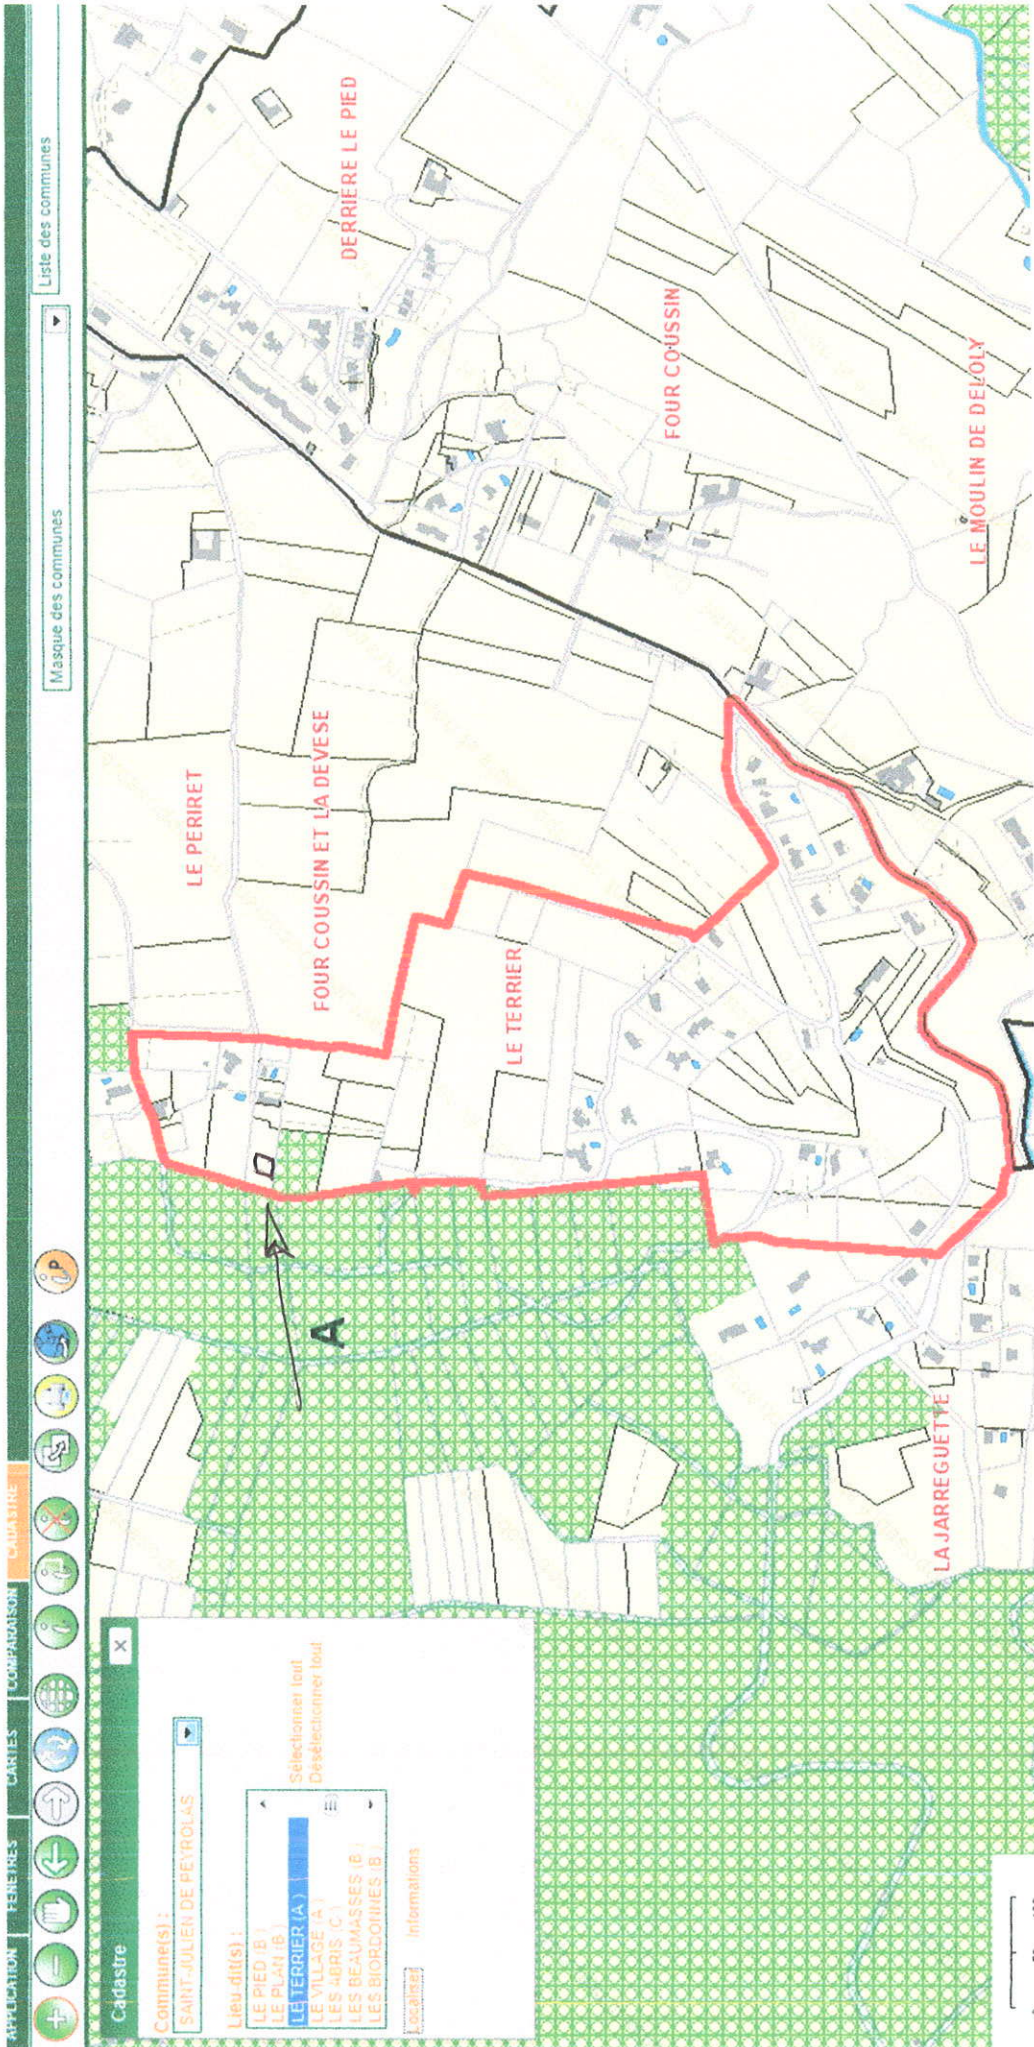 APPLICATION FENETRES CARTES COMPARAISON CADASTRE
Masque des communes Liste des communes
Cadastre
Commune(s) :
SAINT-JULIEN DE PEYROLAS
Lieu-dit(s) :
LE PIED (B)
LE PLAN (B)
LE TERRIER (A)
LE VILLAGE (A)
LES ABRIS (C)
LES BEAUMASSES (B)
LES BIORDONNES (B)
Sélectionner tout
Désélectionner tout
Localiser Informations
A
LE PERIRET
FOUR COUSSIN ET LA DEVESE
LE TERRIER
DERRIERE LE PIED
FOUR COUSSIN
LE MOULIN DE DELOLY
LA JARREGUETTE